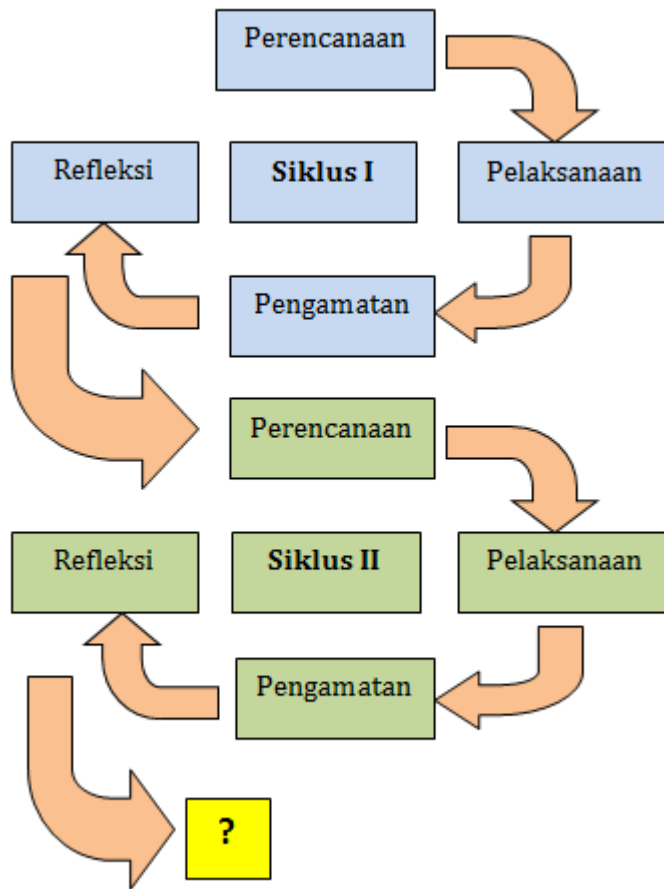 Perencanaan
Refleksi
Siklus I
Pelaksanaan
Pengamatan
Perencanaan
Refleksi
Siklus II
Pelaksanaan
Pengamatan
?